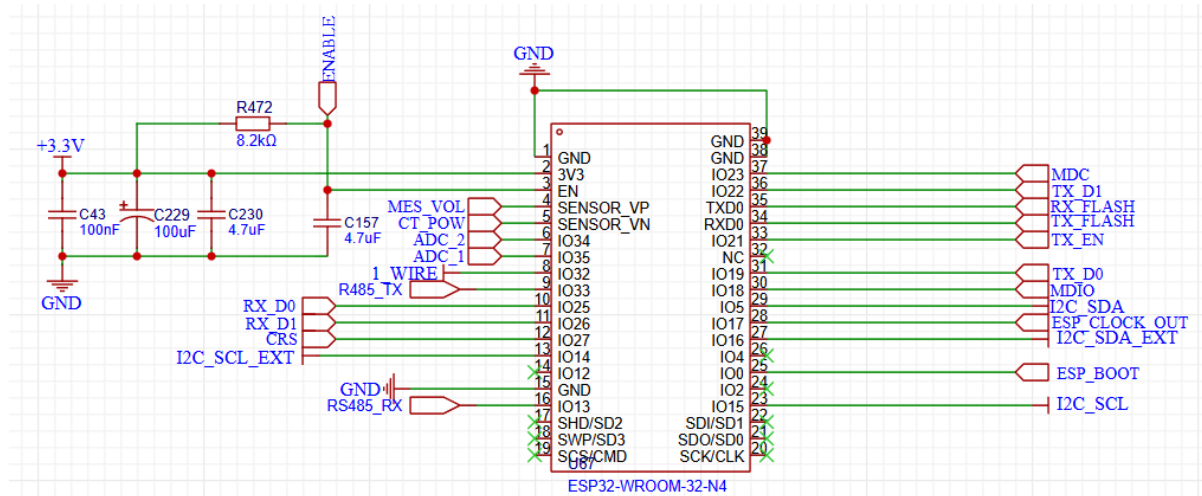 ENABLE
GND
R472
8.2kΩ
+3.3V
C43
100nF
C229
100uF
C230
4.7uF
C157
4.7uF
GND
MES_VOL
CT_POW
ADC_2
ADC_1
1_WIRE
R485_TX
RX_D0
RX_D1
CRS
I2C_SCL_EXT
GND
RS485_RX
1 GND
2 3V3
3 EN
4 SENSOR_VP
5 SENSOR_VN
6 IO34
7 IO35
8 IO32
9 IO33
10 IO25
11 IO26
12 IO27
13 IO14
14 IO12
15 GND
16 IO13
17 SHD/SD2
18 SWP/SD3
19 SCS/CMD
GND 39
GND 38
IO23 37
IO22 36
TXD0 35
RXD0 34
IO21 33
NC 32
IO19 31
IO18 30
IO5 29
IO17 28
IO16 27
IO4 26
IO0 25
IO2 24
IO15 23
SDI/SD1 22
SDO/SD0 21
SCK/CLK 20
MDC
TX_D1
RX_FLASH
TX_FLASH
TX_EN
TX_D0
MDIO
I2C_SDA
ESP_CLOCK_OUT
I2C_SDA_EXT
ESP_BOOT
I2C_SCL
U67
ESP32-WROOM-32-N4